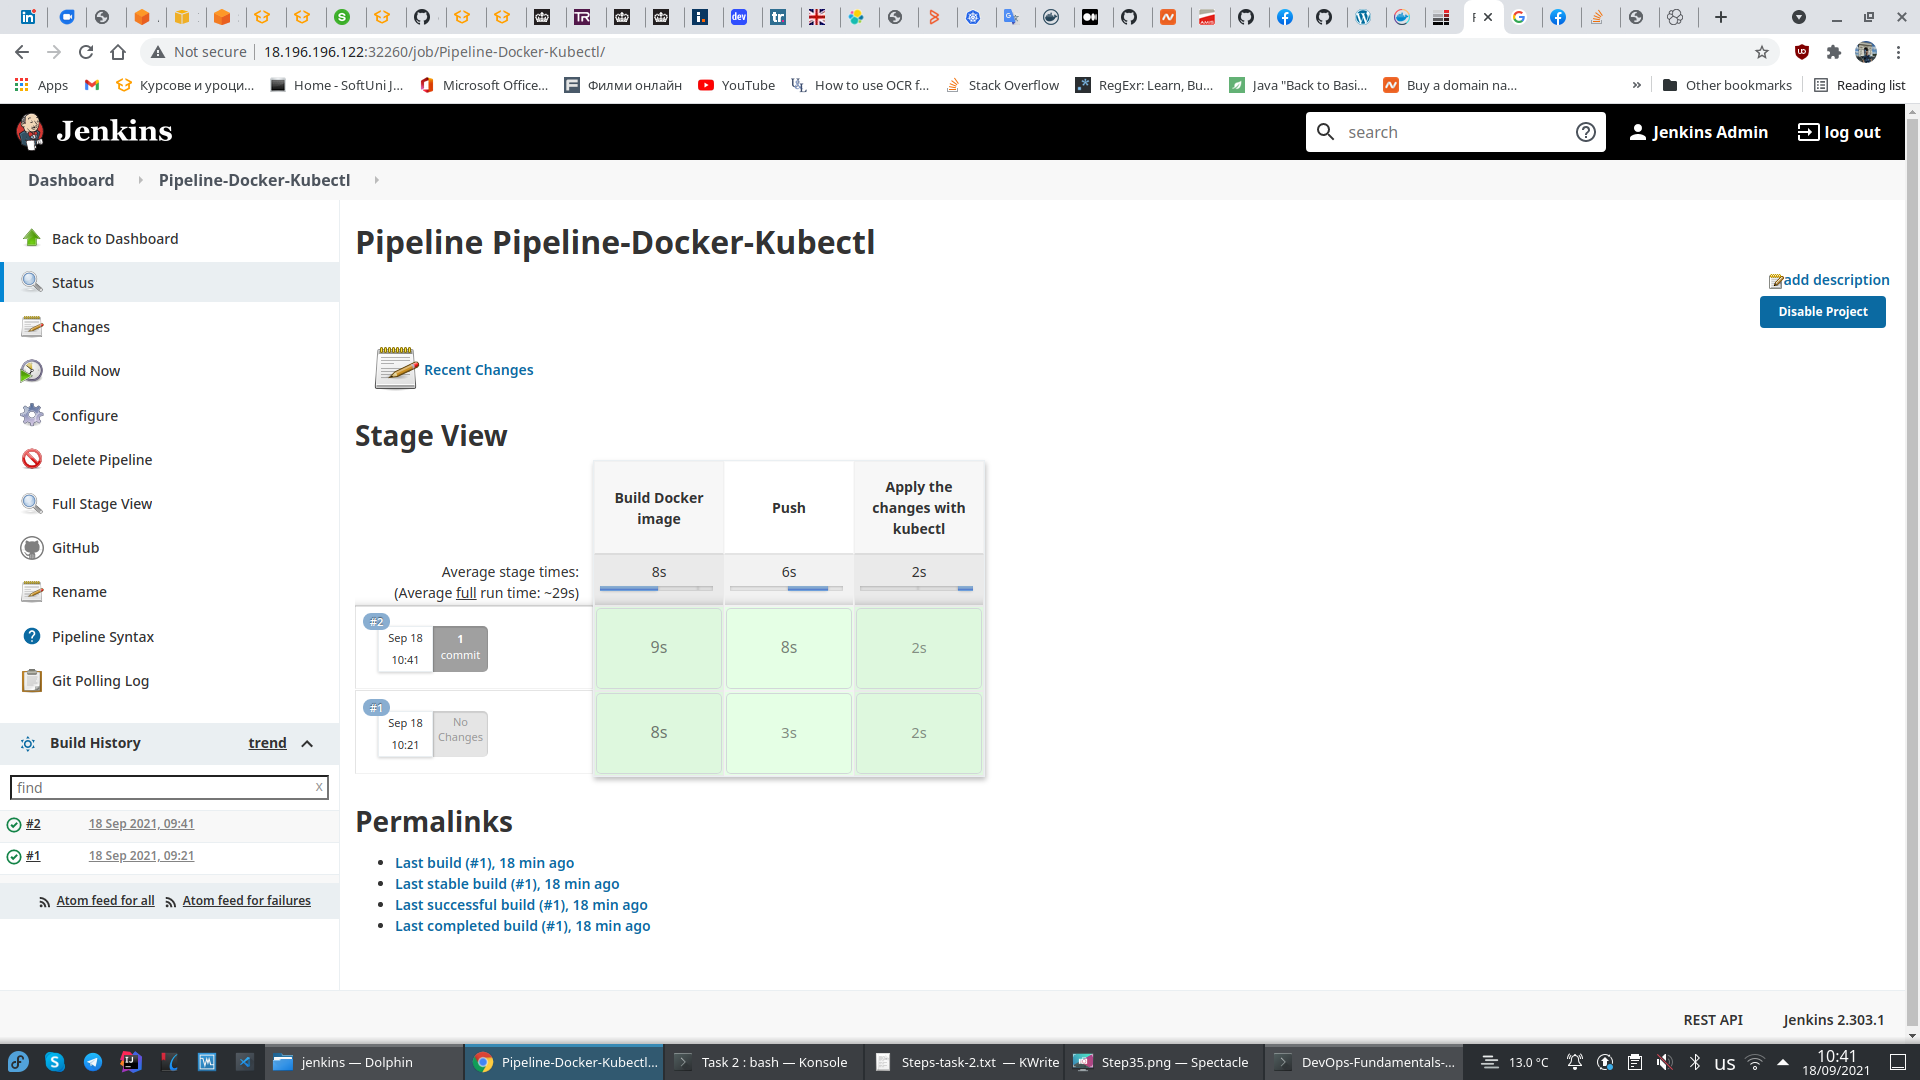 Not secure
18.196.196.122:32260/job/Pipeline-Docker-Kubectl/
Apps
Курсове и уроци...
Home - SoftUni J...
Microsoft Office...
Филми онлайн
YouTube
How to use OCR f...
Stack Overflow
RegExr: Learn, Bu...
Java "Back to Basi...
Buy a domain na...
»
Other bookmarks
Reading list
Jenkins
search
Jenkins Admin
log out
Dashboard
Pipeline-Docker-Kubectl
Back to Dashboard
Status
Changes
Build Now
Configure
Delete Pipeline
Full Stage View
GitHub
Rename
Pipeline Syntax
Git Polling Log
Build History
trend
find
x
#2
18 Sep 2021, 09:41
#1
18 Sep 2021, 09:21
Atom feed for all
Atom feed for failures
Pipeline Pipeline-Docker-Kubectl
add description
Disable Project
Recent Changes
Stage View
Build Docker
image
Push
Apply the
changes with
kubectl
Average stage times:
(Average full run time: ~29s)
8s
6s
2s
#2
Sep 18
10:41
1
commit
9s
8s
2s
#1
Sep 18
10:21
No
Changes
8s
3s
2s
Permalinks
Last build (#1), 18 min ago
Last stable build (#1), 18 min ago
Last successful build (#1), 18 min ago
Last completed build (#1), 18 min ago
REST API
Jenkins 2.303.1
jenkins — Dolphin
Pipeline-Docker-Kubectl...
Task 2 : bash — Konsole
Steps-task-2.txt — KWrite
Step35.png — Spectacle
DevOps-Fundamentals-...
13.0 °C
us
10:41
18/09/2021